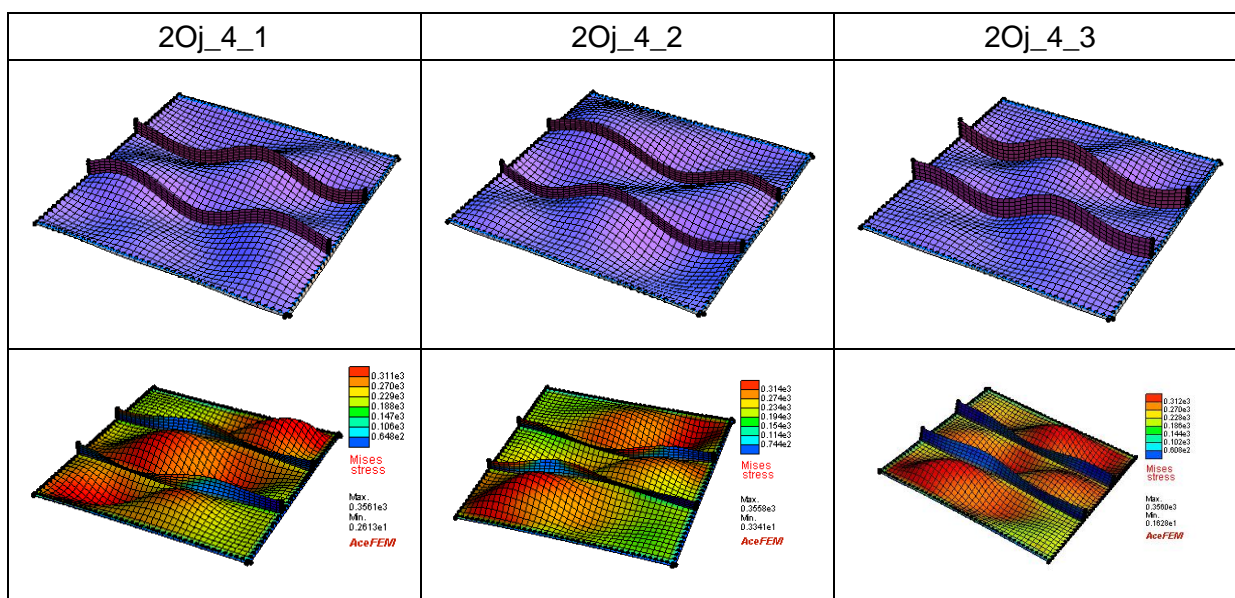 2Oj_4_1
2Oj_4_2
2Oj_4_3
0.311e3
0.270e3
0.229e3
0.188e3
0.147e3
0.106e3
0.648e2
Mises
stress
Max.
0.3561e3
Min.
0.2613e1
AceFEM
0.314e3
0.274e3
0.234e3
0.194e3
0.154e3
0.114e3
0.744e2
Mises
stress
Max.
0.3558e3
Min.
0.3341e1
AceFEM
0.312e3
0.270e3
0.228e3
0.186e3
0.144e3
0.102e3
0.608e2
Mises
stress
Max.
0.3560e3
Min.
0.1628e1
AceFEM